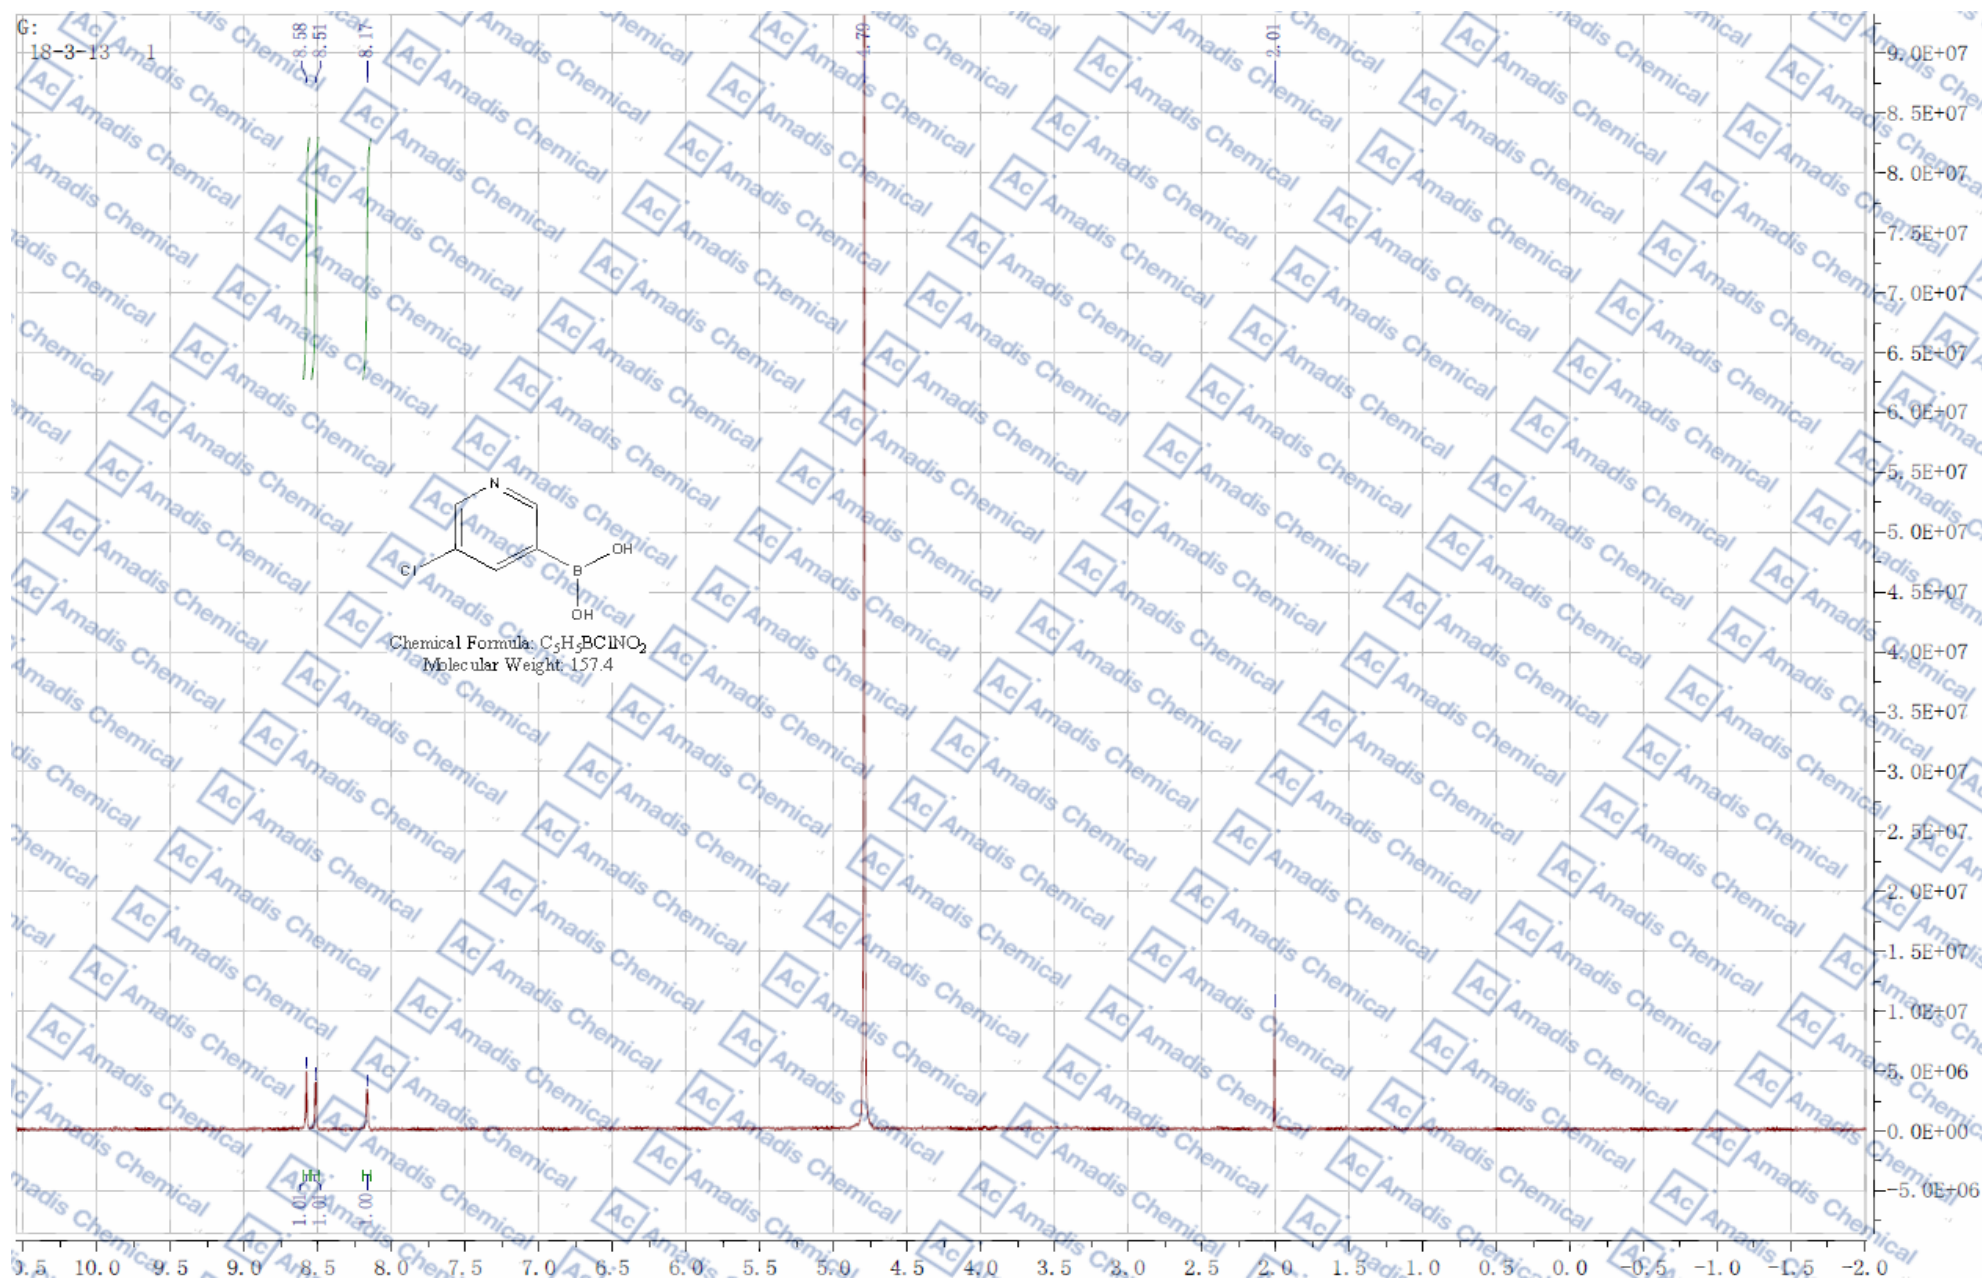 G:
18-3-13 1
8.58
8.51
8.17
4.79
2.01
9.0E+07
8.5E+07
8.0E+07
7.5E+07
7.0E+07
6.5E+07
6.0E+07
5.5E+07
5.0E+07
4.5E+07
4.0E+07
3.5E+07
3.0E+07
2.5E+07
2.0E+07
1.5E+07
1.0E+07
5.0E+06
0.0E+00
-5.0E+06
N
Cl
B
OH
OH
Chemical Formula: C₅H₅BClNO₂
Molecular Weight: 157.4
1.01
1.01
1.00
10.0 9.5 9.0 8.5 8.0 7.5 7.0 6.5 6.0 5.5 5.0 4.5 4.0 3.5 3.0 2.5 2.0 1.5 1.0 0.5 0.0 -0.5 -1.0 -1.5 -2.0
Ac Amadis Chemical